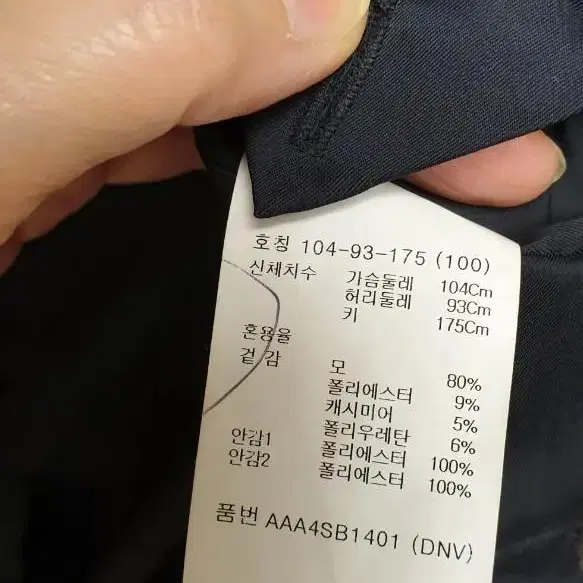 호칭 104-93-175 (100)
신체치수 가슴둘레 104Cm
허리둘레 93Cm
키 175Cm
혼용율
겉 감 모 80%
폴리에스터 9%
캐시미어 5%
폴리우레탄 6%
안감1 폴리에스터 100%
안감2 폴리에스터 100%
품번 AAA4SB1401 (DNV)